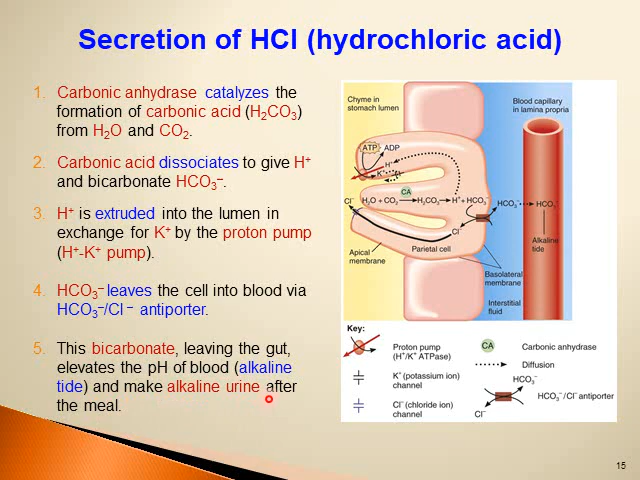 Secretion of HCl (hydrochloric acid)
1. Carbonic anhydrase catalyzes the
formation of carbonic acid (H₂CO₃)
from H₂O and CO₂.
2. Carbonic acid dissociates to give H⁺
and bicarbonate HCO₃⁻.
3. H⁺ is extruded into the lumen in
exchange for K⁺ by the proton pump
(H⁺-K⁺ pump).
4. HCO₃⁻ leaves the cell into blood via
HCO₃⁻/Cl⁻ antiporter.
5. This bicarbonate, leaving the gut,
elevates the pH of blood (alkaline
tide) and make alkaline urine after
the meal.
Chyme in
stomach lumen
Blood capillary
in lamina propria
ATP ADP
H⁺
K⁺
CA
Cl⁻ H₂O + CO₂ H₂CO₃ H⁺ + HCO₃⁻ HCO₃⁻ HCO₃⁻
Cl⁻
Alkaline
tide
Apical
membrane
Parietal cell
Basolateral
membrane
Interstitial
fluid
Key:
Proton pump
(H⁺/K⁺ ATPase)
K⁺ (potassium ion)
channel
Cl⁻ (chloride ion)
channel
CA Carbonic anhydrase
Diffusion
HCO₃⁻
HCO₃⁻/Cl⁻ antiporter
Cl⁻
15